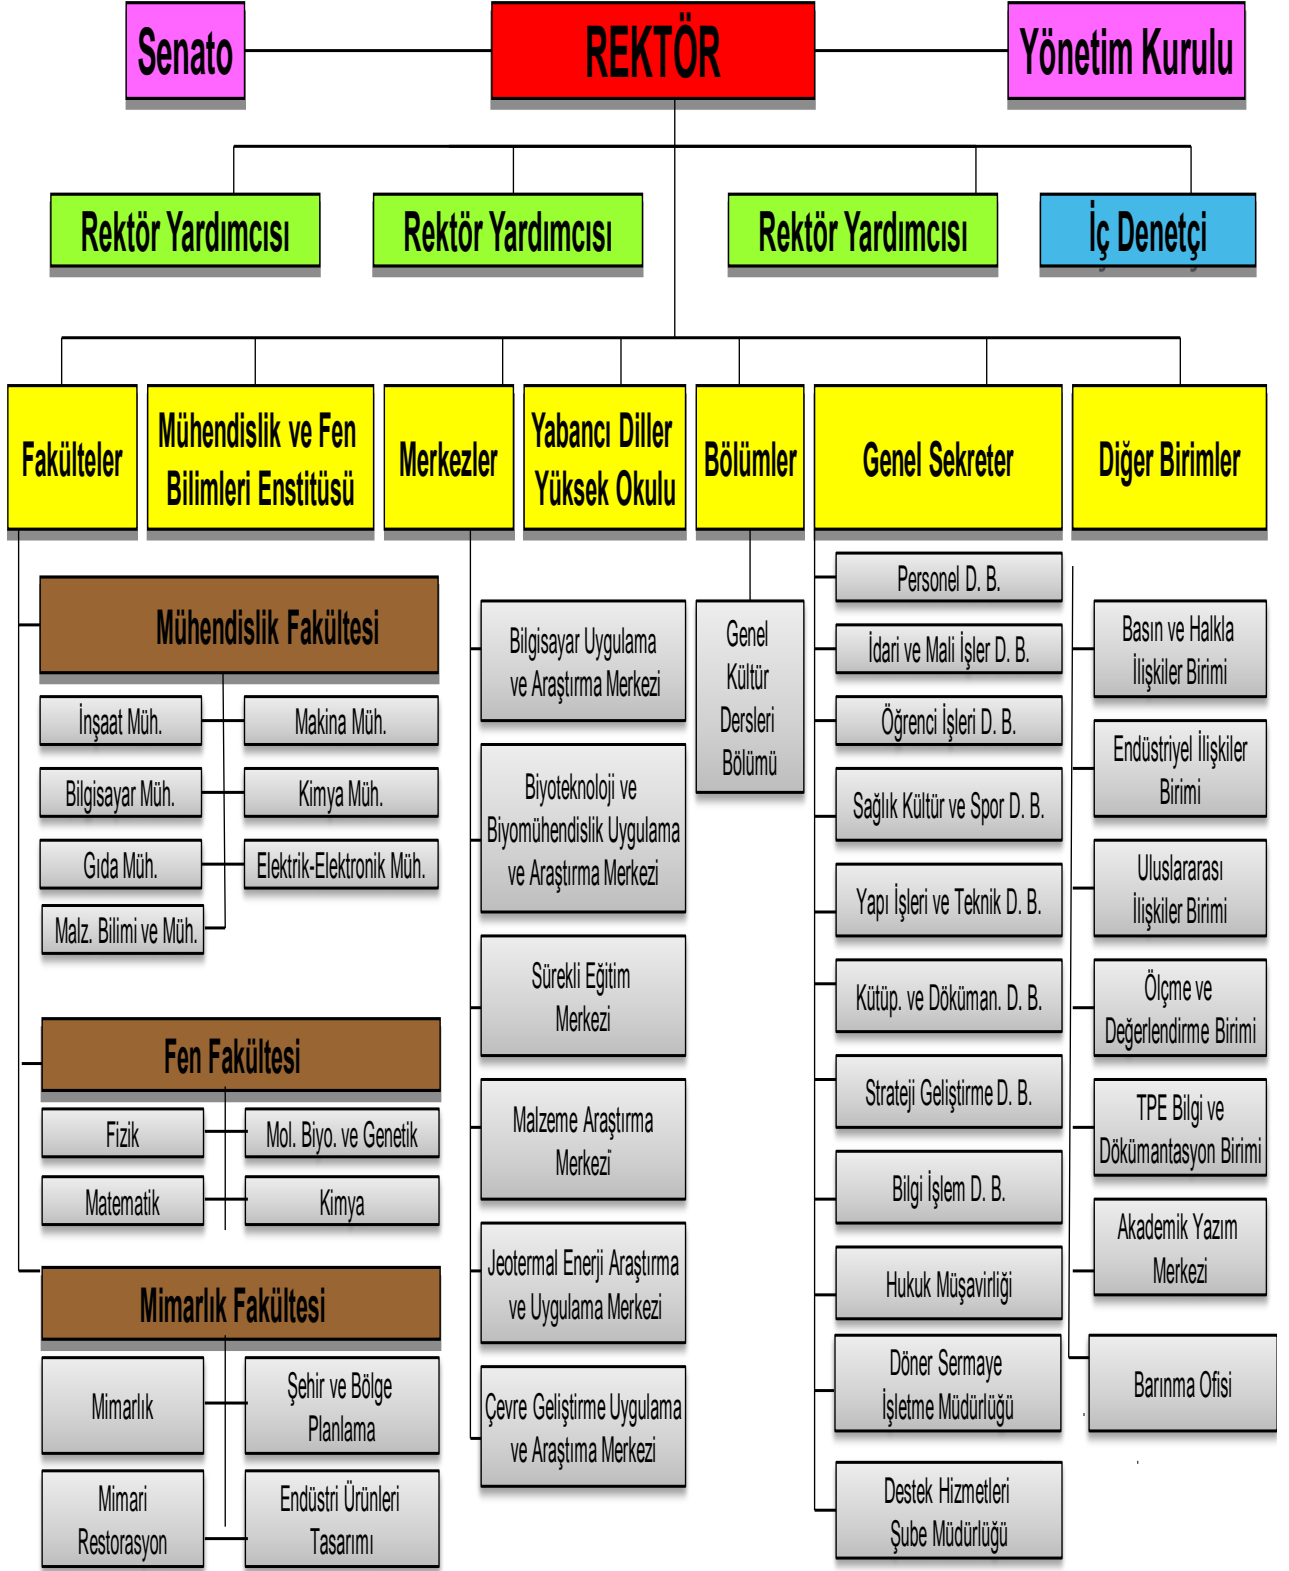 Senato
REKTÖR
Yönetim Kurulu
Rektör Yardımcısı
Rektör Yardımcısı
Rektör Yardımcısı
İç Denetçi
Fakülteler
Mühendislik ve Fen
Bilimleri Enstitüsü
Merkezler
Yabancı Diller
Yüksek Okulu
Bölümler
Genel Sekreter
Diğer Birimler
Mühendislik Fakültesi
İnşaat Müh.
Makina Müh.
Bilgisayar Müh.
Kimya Müh.
Gıda Müh.
Elektrik-Elektronik Müh.
Malz. Bilimi ve Müh.
Fen Fakültesi
Fizik
Mol. Biyo. ve Genetik
Matematik
Kimya
Mimarlık Fakültesi
Mimarlık
Şehir ve Bölge
Planlama
Mimari
Restorasyon
Endüstri Ürünleri
Tasarımı
Bilgisayar Uygulama
ve Araştırma Merkezi
Biyoteknoloji ve
Biyomühendislik Uygulama
ve Araştırma Merkezi
Sürekli Eğitim
Merkezi
Malzeme Araştırma
Merkezi
Jeotermal Enerji Araştırma
ve Uygulama Merkezi
Çevre Geliştirme Uygulama
ve Araştıma Merkezi
Genel
Kültür
Dersleri
Bölümü
Personel D. B.
İdari ve Mali İşler D. B.
Öğrenci İşleri D. B.
Sağlık Kültür ve Spor D. B.
Yapı İşleri ve Teknik D. B.
Kütüp. ve Döküman. D. B.
Strateji Geliştirme D. B.
Bilgi İşlem D. B.
Hukuk Müşavirliği
Döner Sermaye
İşletme Müdürlüğü
Destek Hizmetleri
Şube Müdürlüğü
Basın ve Halkla
İlişkiler Birimi
Endüstriyel İlişkiler
Birimi
Uluslararası
İlişkiler Birimi
Ölçme ve
Değerlendirme Birimi
TPE Bilgi ve
Dökümantasyon Birimi
Akademik Yazım
Merkezi
Barınma Ofisi